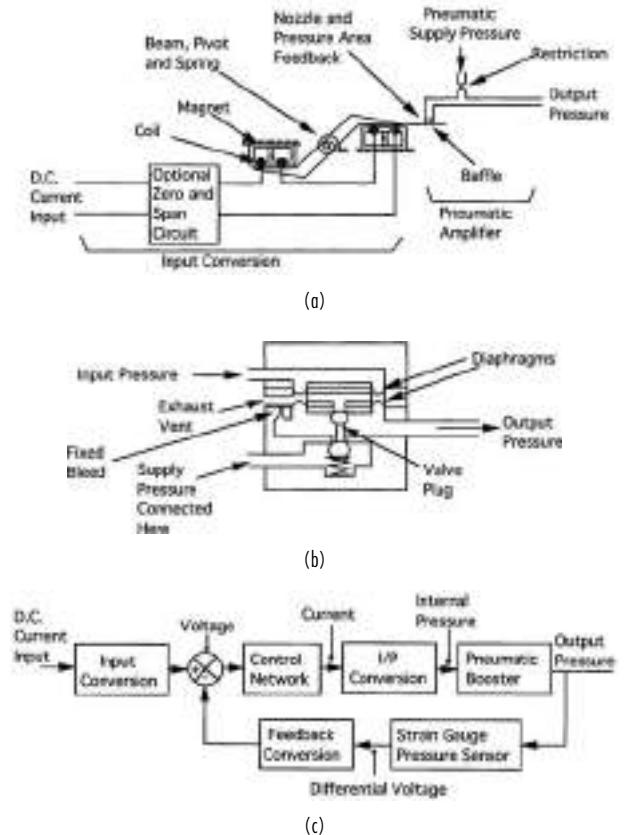 Pneumatic
Supply Pressure
Nozzle and
Pressure Area
Feedback
Beam, Pivot
and Spring
Restriction
Output
Pressure
Magnet
Coil
D.C.
Current
Input
Optional
Zero and
Span
Circuit
Baffle
Pneumatic
Amplifier
Input Conversion
(a)
Input Pressure
Diaphragms
Exhaust
Vent
Output
Pressure
Fixed
Bleed
Supply
Pressure
Connected
Here
Valve
Plug
(b)
D.C.
Current
Input
Voltage
Current
Internal
Pressure
Output
Pressure
Input
Conversion
Control
Network
I/P
Conversion
Pneumatic
Booster
Feedback
Conversion
Strain Gauge
Pressure Sensor
Differential Voltage
(c)